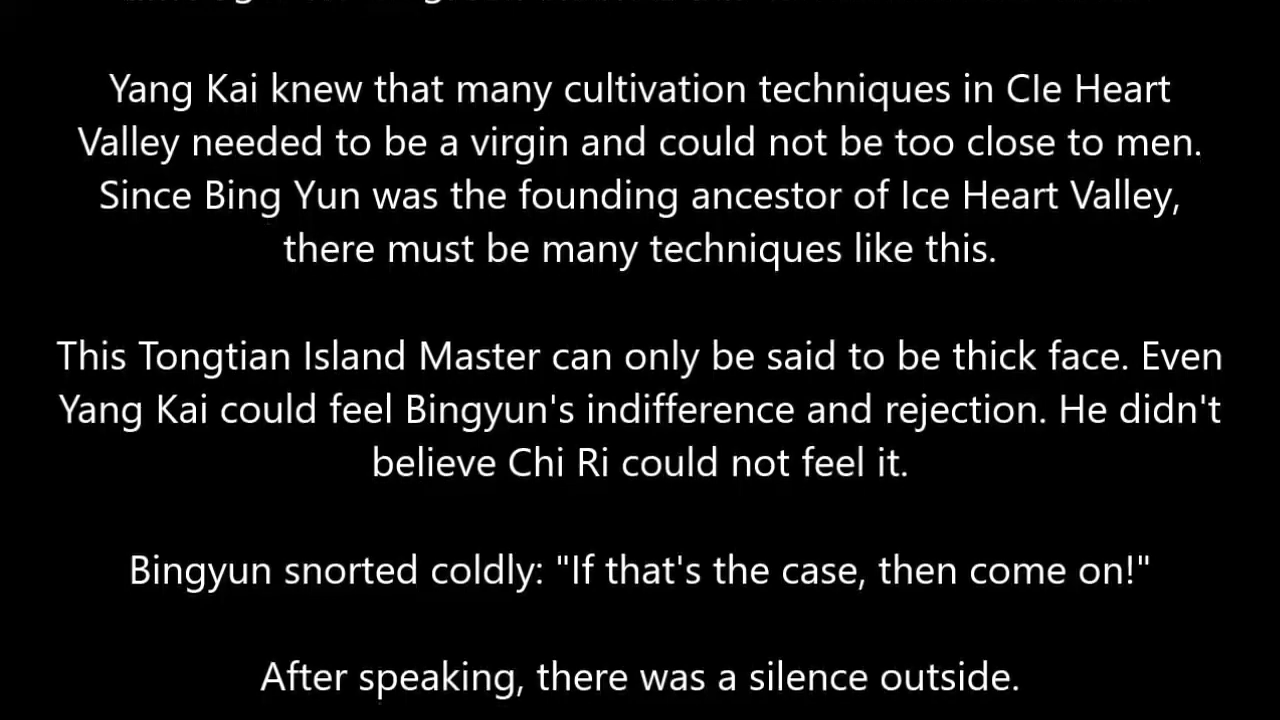 Yang Kai knew that many cultivation techniques in CIe Heart
Valley needed to be a virgin and could not be too close to men.
Since Bing Yun was the founding ancestor of Ice Heart Valley,
there must be many techniques like this.
This Tongtian Island Master can only be said to be thick face. Even
Yang Kai could feel Bingyun's indifference and rejection. He didn't
believe Chi Ri could not feel it.
Bingyun snorted coldly: "If that's the case, then come on!"
After speaking, there was a silence outside.